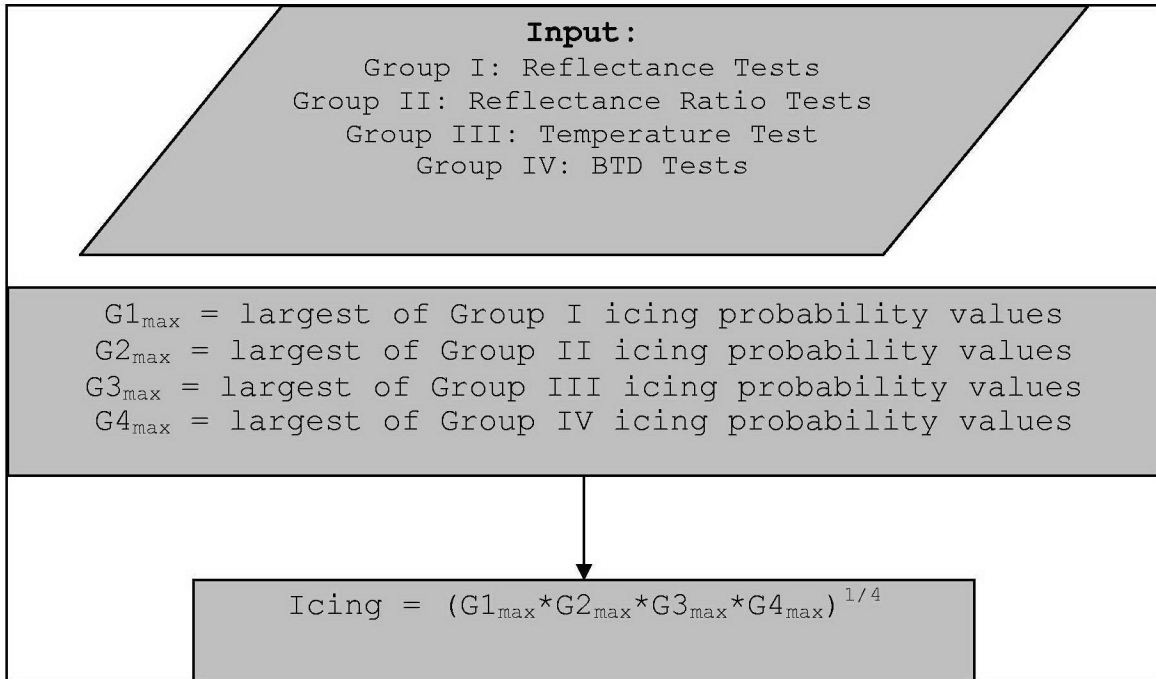 Input:
Group I: Reflectance Tests
Group II: Reflectance Ratio Tests
Group III: Temperature Test
Group IV: BTD Tests
G1max = largest of Group I icing probability values
G2max = largest of Group II icing probability values
G3max = largest of Group III icing probability values
G4max = largest of Group IV icing probability values
Icing = (G1max*G2max*G3max*G4max)1/4